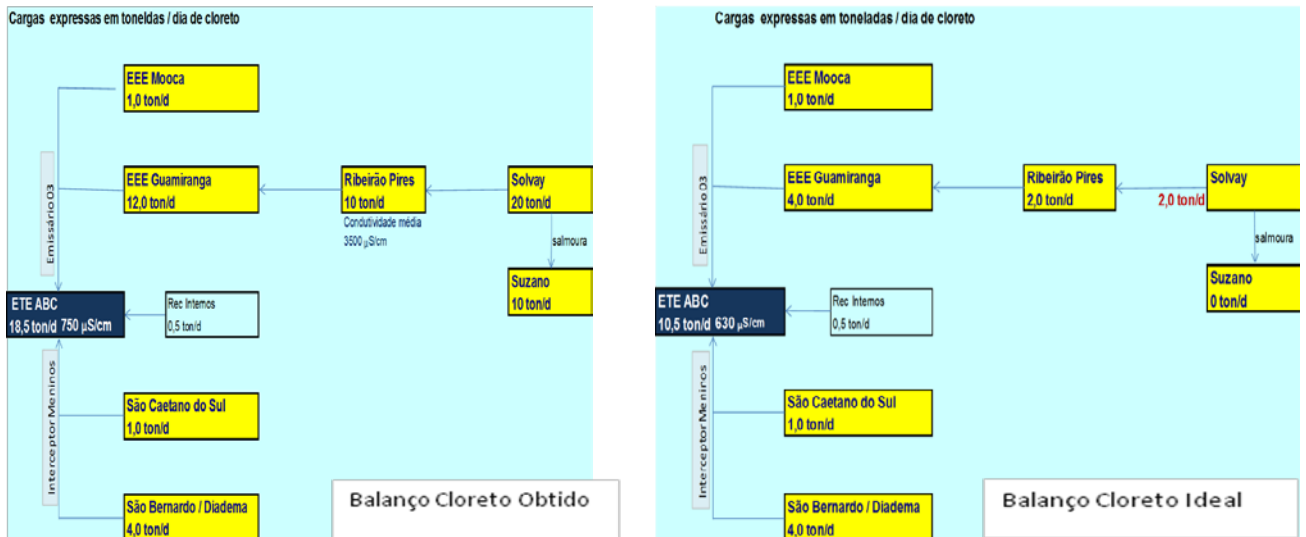 Cargas expressas em toneldas / dia de cloreto
EEE Mooca
1,0 ton/d
Emissário 03
EEE Guamiranga
12,0 ton/d
Ribeirão Pires
10 ton/d
Condutividade média
3500 µS/cm
Solvay
20 ton/d
salmoura
Suzano
10 ton/d
ETE ABC
18,5 ton/d 750 µS/cm
Rec Internos
0,5 ton/d
Interceptor Meninos
São Caetano do Sul
1,0 ton/d
São Bernardo / Diadema
4,0 ton/d
Balanço Cloreto Obtido
Cargas expressas em toneladas / dia de cloreto
EEE Mooca
1,0 ton/d
Emissário 03
EEE Guamiranga
4,0 ton/d
Ribeirão Pires
2,0 ton/d
2,0 ton/d
Solvay
salmoura
Suzano
0 ton/d
ETE ABC
10,5 ton/d 630 µS/cm
Rec Internos
0,5 ton/d
Interceptor Meninos
São Caetano do Sul
1,0 ton/d
São Bernardo / Diadema
4,0 ton/d
Balanço Cloreto Ideal